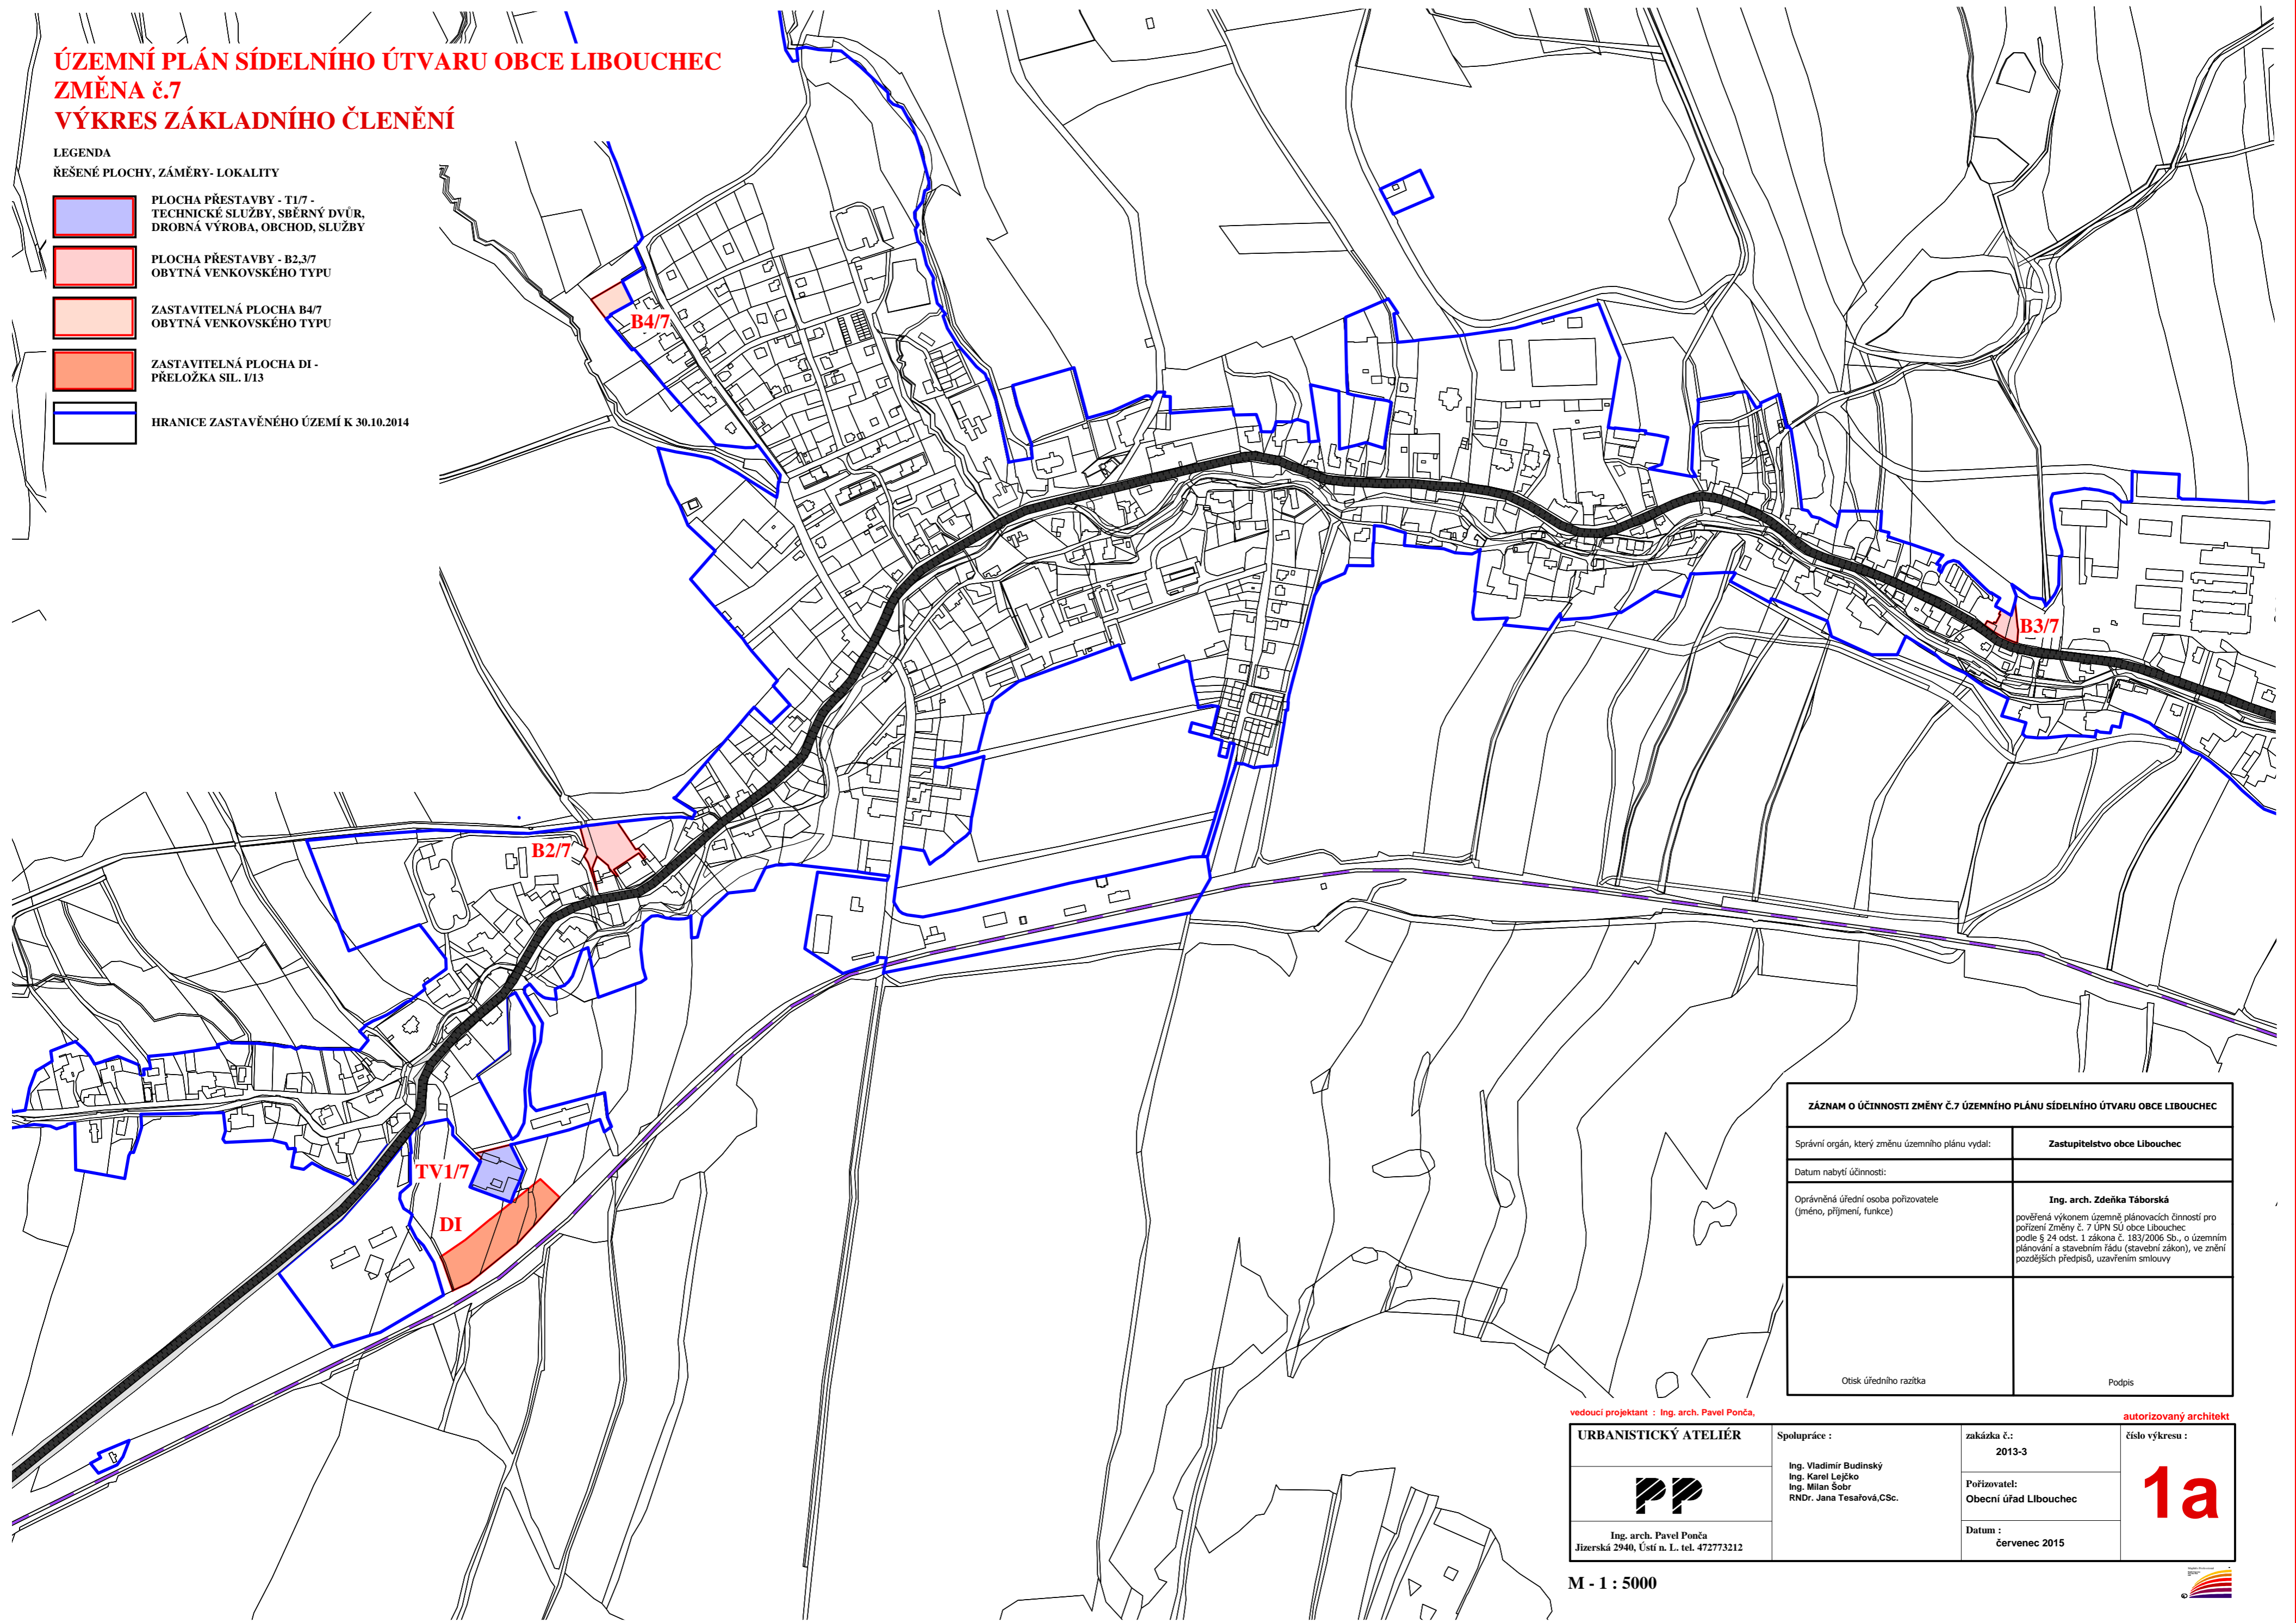 ÚZEMNÍ PLÁN SÍDELNÍHO ÚTVARU OBCE LIBOUCHEC
ZMĚNA č.7
VÝKRES ZÁKLADNÍHO ČLENĚNÍ
LEGENDA
ŘEŠENÉ PLOCHY, ZÁMĚRY- LOKALITY
PLOCHA PŘESTAVBY - T1/7 -
TECHNICKÉ SLUŽBY, SBĚRNÝ DVŮR,
DROBNÁ VÝROBA, OBCHOD, SLUŽBY
PLOCHA PŘESTAVBY - B2,3/7
OBYTNÁ VENKOVSKÉHO TYPU
ZASTAVITELNÁ PLOCHA B4/7
OBYTNÁ VENKOVSKÉHO TYPU
ZASTAVITELNÁ PLOCHA DI -
PŘELOŽKA SIL. I/13
HRANICE ZASTAVĚNÉHO ÚZEMÍ K 30.10.2014
B4/7
B3/7
B2/7
TV1/7
DI
ZÁZNAM O ÚČINNOSTI ZMĚNY Č.7 ÚZEMNÍHO PLÁNU SÍDELNÍHO ÚTVARU OBCE LIBOUCHEC
Správní orgán, který změnu územního plánu vydal:
Zastupitelstvo obce Libouchec
Datum nabytí účinnosti:
Oprávněná úřední osoba pořizovatele
(jméno, příjmení, funkce)
Ing. arch. Zdeňka Táborská
pověřená výkonem územně plánovacích činností pro
pořízení Změny č. 7 ÚPN SÚ obce Libouchec
podle § 24 odst. 1 zákona č. 183/2006 Sb., o územním
plánování a stavebním řádu (stavební zákon), ve znění
pozdějších předpisů, uzavřením smlouvy
Otisk úředního razítka
Podpis
vedoucí projektant : Ing. arch. Pavel Ponča,
autorizovaný architekt
URBANISTICKÝ ATELIÉR
PP
Ing. arch. Pavel Ponča
Jizerská 2940, Ústí n. L. tel. 472773212
Spolupráce :
Ing. Vladimír Budinský
Ing. Karel Lejčko
Ing. Milan Šobr
RNDr. Jana Tesařová,CSc.
zakázka č.:
2013-3
Pořizovatel:
Obecní úřad LIbouchec
Datum :
červenec 2015
číslo výkresu :
1a
M - 1 : 5000